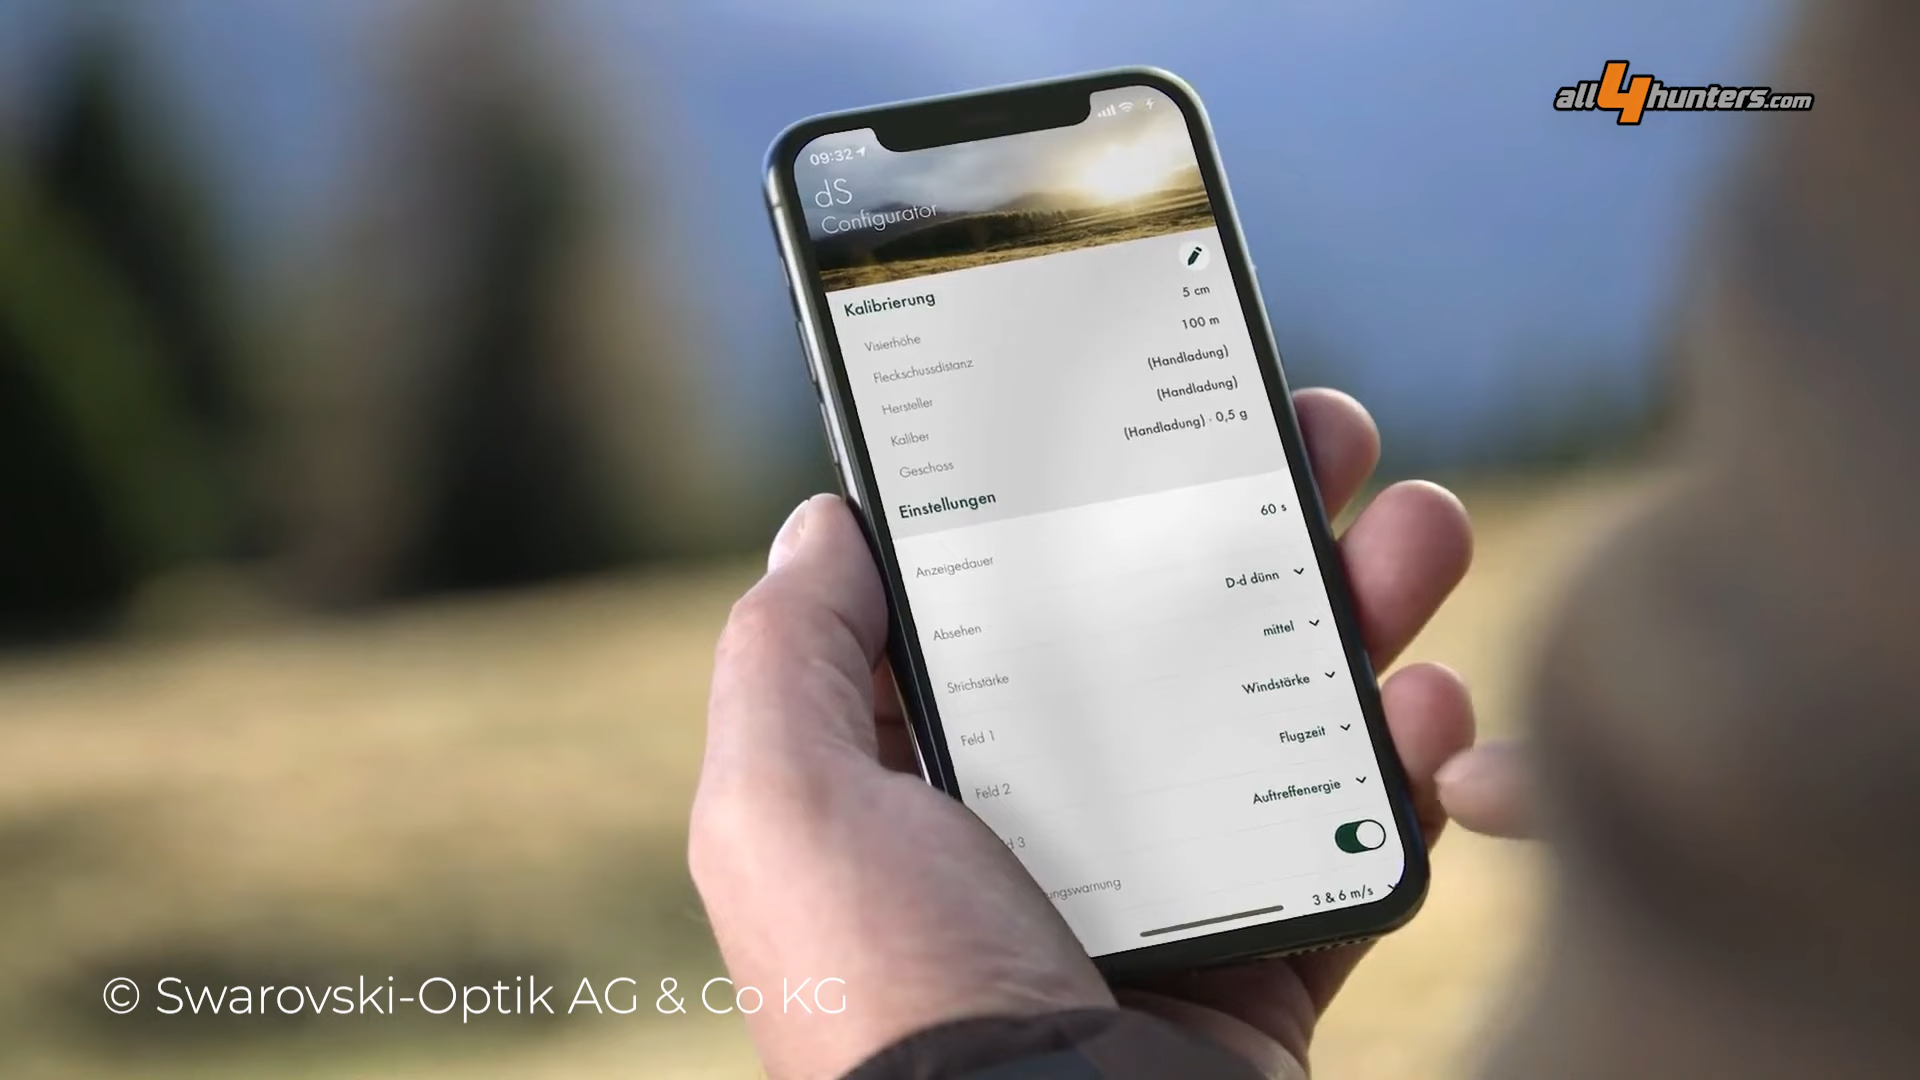 all4hunters.com
09:32
dS
Configurator
Kalibrierung
Visierhöhe 5 cm
Fleckschussdistanz 100 m
Hersteller (Handladung)
Kaliber (Handladung)
Geschoss (Handladung) · 0,5 g
Einstellungen
Anzeigedauer 60 s
Absehen D-d dünn
Strichstärke mittel
Feld 1 Windstärke
Feld 2 Flugzeit
d 3 Auftreffenergie
ungswarnung
3 & 6 m/s
© Swarovski-Optik AG & Co KG